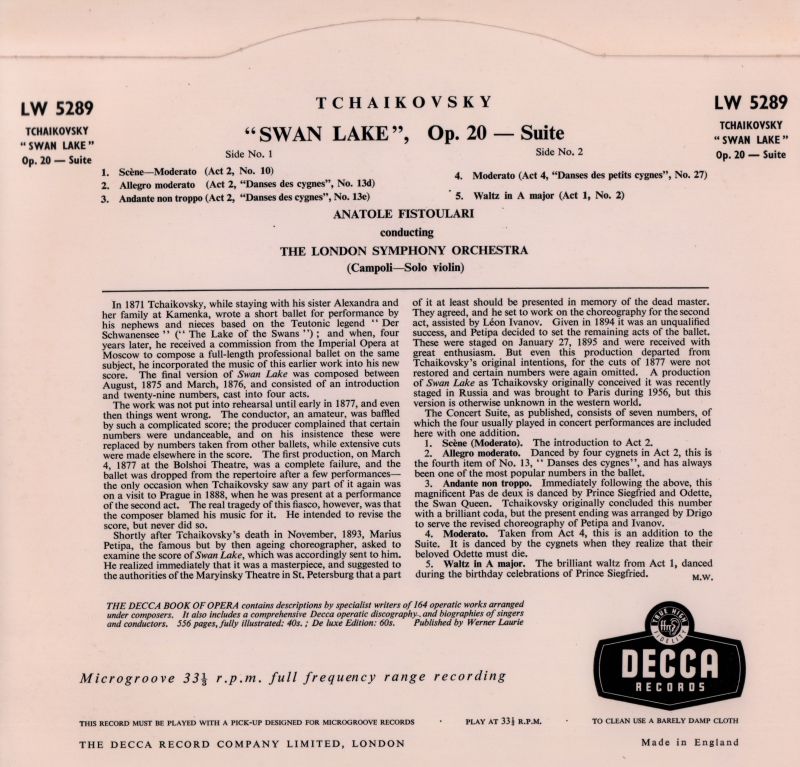 LW 5289
TCHAIKOVSKY
"SWAN LAKE"
Op. 20 — Suite
TCHAIKOVSKY
"SWAN LAKE", Op. 20 — Suite
LW 5289
TCHAIKOVSKY
"SWAN LAKE"
Op. 20 — Suite
Side No. 1
1. Scène—Moderato (Act 2, No. 10)
2. Allegro moderato (Act 2, "Danses des cygnes", No. 13d)
3. Andante non troppo (Act 2, "Danses des cygnes", No. 13e)
Side No. 2
4. Moderato (Act 4, "Danses des petits cygnes", No. 27)
5. Waltz in A major (Act 1, No. 2)
ANATOLE FISTOULARI
conducting
THE LONDON SYMPHONY ORCHESTRA
(Campoli—Solo violin)
In 1871 Tchaikovsky, while staying with his sister Alexandra and
her family at Kamenka, wrote a short ballet for performance by
his nephews and nieces based on the Teutonic legend "Der
Schwanensee" ("The Lake of the Swans"); and when, four
years later, he received a commission from the Imperial Opera at
Moscow to compose a full-length professional ballet on the same
subject, he incorporated the music of this earlier work into his new
score. The final version of Swan Lake was composed between
August, 1875 and March, 1876, and consisted of an introduction
and twenty-nine numbers, cast into four acts.
The work was not put into rehearsal until early in 1877, and even
then things went wrong. The conductor, an amateur, was baffled
by such a complicated score; the producer complained that certain
numbers were undanceable, and on his insistence these were
replaced by numbers taken from other ballets, while extensive cuts
were made elsewhere in the score. The first production, on March
4, 1877 at the Bolshoi Theatre, was a complete failure, and the
ballet was dropped from the repertoire after a few performances—
the only occasion when Tchaikovsky saw any part of it again was
on a visit to Prague in 1888, when he was present at a performance
of the second act. The real tragedy of this fiasco, however, was that
the composer blamed his music for it. He intended to revise the
score, but never did so.
Shortly after Tchaikovsky's death in November, 1893, Marius
Petipa, the famous but by then ageing choreographer, asked to
examine the score of Swan Lake, which was accordingly sent to him.
He realized immediately that it was a masterpiece, and suggested to
the authorities of the Maryinsky Theatre in St. Petersburg that a part
of it at least should be presented in memory of the dead master.
They agreed, and he set to work on the choreography for the second
act, assisted by Léon Ivanov. Given in 1894 it was an unqualified
success, and Petipa decided to set the remaining acts of the ballet.
These were staged on January 27, 1895 and were received with
great enthusiasm. But even this production departed from
Tchaikovsky's original intentions, for the cuts of 1877 were not
restored and certain numbers were again omitted. A production
of Swan Lake as Tchaikovsky originally conceived it was recently
staged in Russia and was brought to Paris during 1956, but this
version is otherwise unknown in the western world.
The Concert Suite, as published, consists of seven numbers, of
which the four usually played in concert performances are included
here with one addition.
1. Scène (Moderato). The introduction to Act 2.
2. Allegro moderato. Danced by four cygnets in Act 2, this is
the fourth item of No. 13, "Danses des cygnes", and has always
been one of the most popular numbers in the ballet.
3. Andante non troppo. Immediately following the above, this
magnificent Pas de deux is danced by Prince Siegfried and Odette,
the Swan Queen. Tchaikovsky originally concluded this number
with a brilliant coda, but the present ending was arranged by Drigo
to serve the revised choreography of Petipa and Ivanov.
4. Moderato. Taken from Act 4, this is an addition to the
Suite. It is danced by the cygnets when they realize that their
beloved Odette must die.
5. Waltz in A major. The brilliant waltz from Act 1, danced
during the birthday celebrations of Prince Siegfried.
M.W.
THE DECCA BOOK OF OPERA contains descriptions by specialist writers of 164 operatic works arranged
under composers. It also includes a comprehensive Decca operatic discography, and biographies of singers
and conductors. 556 pages, fully illustrated: 40s.; De luxe Edition: 60s. Published by Werner Laurie
TRUE HIGH
ffrr
FIDELITY
DECCA
RECORDS
Microgroove 33⅓ r.p.m. full frequency range recording
THIS RECORD MUST BE PLAYED WITH A PICK-UP DESIGNED FOR MICROGROOVE RECORDS · PLAY AT 33⅓ R.P.M. · TO CLEAN USE A BARELY DAMP CLOTH
THE DECCA RECORD COMPANY LIMITED, LONDON
Made in England